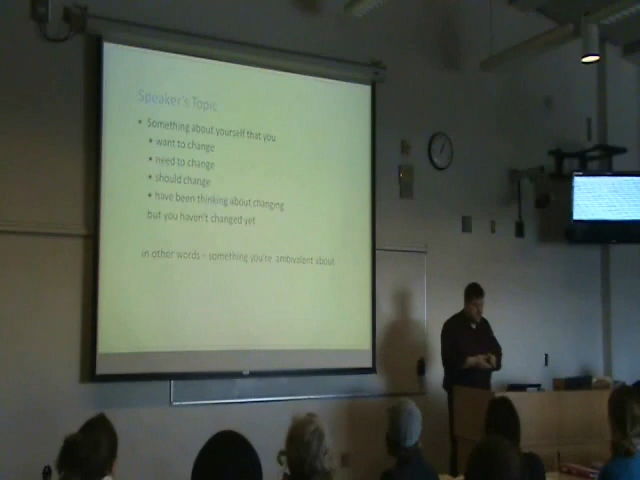 Speaker's Topic
• Something about yourself that you
• want to change
• need to change
• should change
• have been thinking about changing
but you haven't changed yet
in other words - something you're ambivalent about